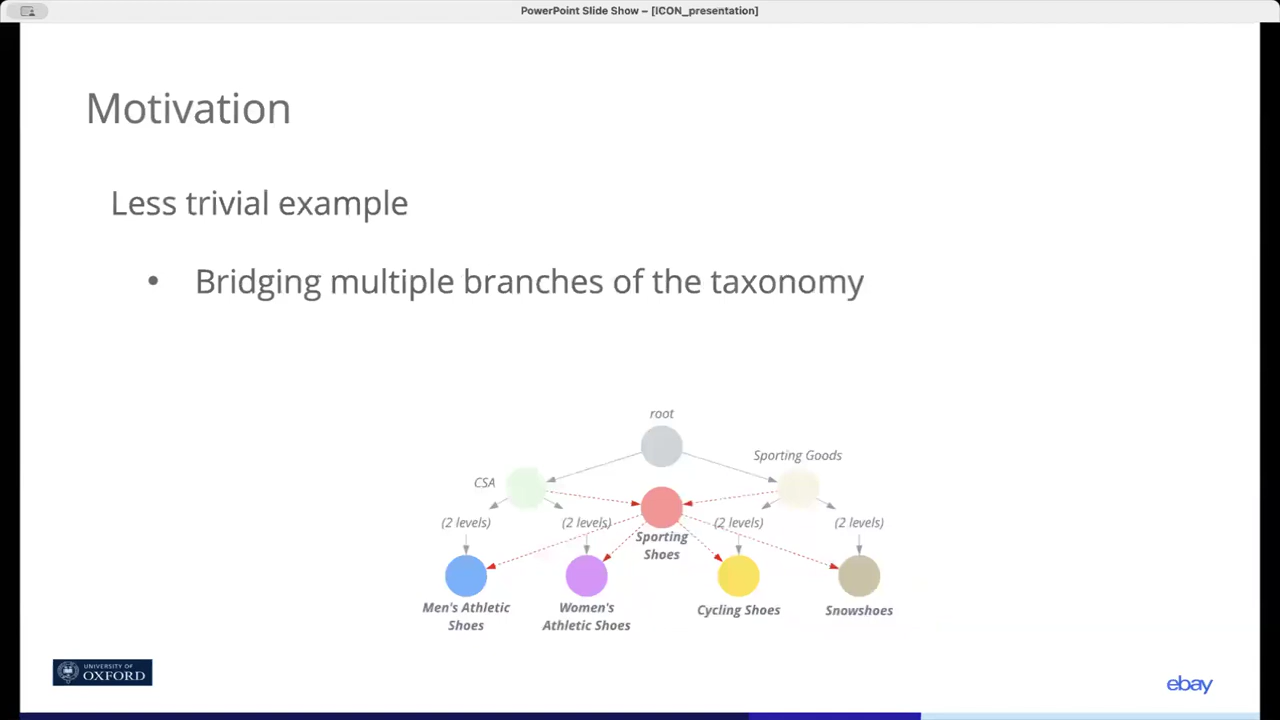 PowerPoint Slide Show – [ICON_presentation]
Motivation
Less trivial example
• Bridging multiple branches of the taxonomy
root
Sporting Goods
CSA
(2 levels) (2 levels) (2 levels) (2 levels)
Sporting
Shoes
Men's Athletic
Shoes
Women's
Athletic Shoes
Cycling Shoes
Snowshoes
UNIVERSITY OF
OXFORD
ebay